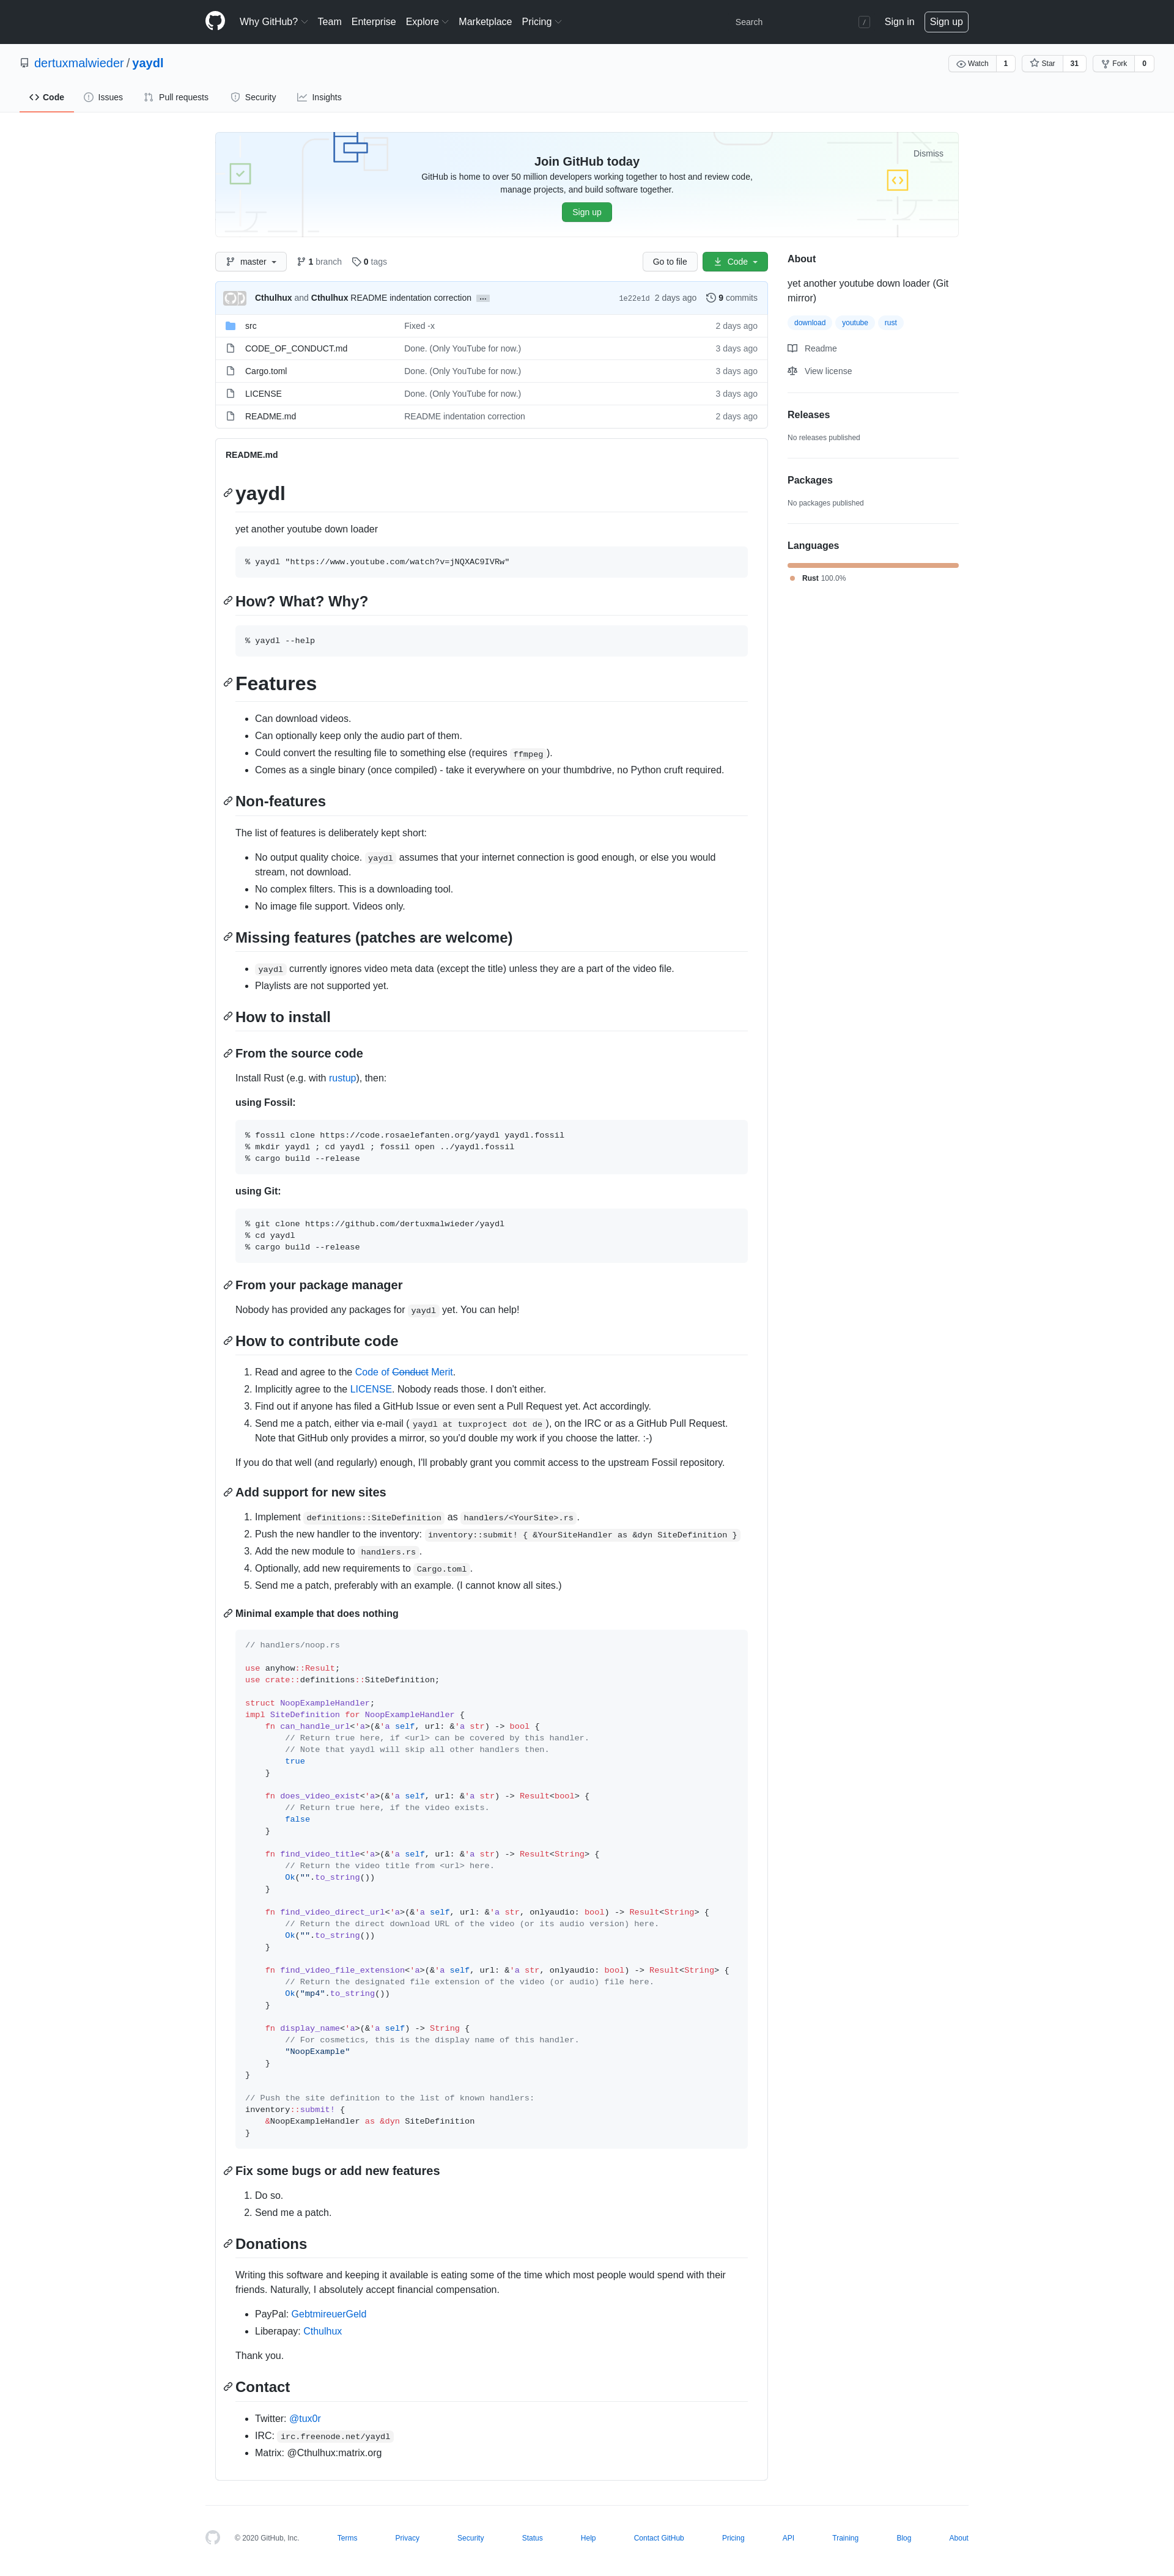 Why GitHub? Team Enterprise Explore Marketplace Pricing Search / Sign in Sign up
dertuxmalwieder / yaydl
Watch 1 Star 31 Fork 0
Code Issues Pull requests Security Insights
Join GitHub today
Dismiss
GitHub is home to over 50 million developers working together to host and review code,
manage projects, and build software together.
Sign up
master 1 branch 0 tags Go to file Code
Cthulhux and Cthulhux README indentation correction … 1e22e1d 2 days ago 9 commits
src Fixed -x 2 days ago
CODE_OF_CONDUCT.md Done. (Only YouTube for now.) 3 days ago
Cargo.toml Done. (Only YouTube for now.) 3 days ago
LICENSE Done. (Only YouTube for now.) 3 days ago
README.md README indentation correction 2 days ago
About
yet another youtube down loader (Git
mirror)
download youtube rust
Readme
View license
Releases
No releases published
Packages
No packages published
Languages
Rust 100.0%
README.md
yaydl
yet another youtube down loader
% yaydl "https://www.youtube.com/watch?v=jNQXAC9IVRw"
How? What? Why?
% yaydl --help
Features
Can download videos.
Can optionally keep only the audio part of them.
Could convert the resulting file to something else (requires ffmpeg ).
Comes as a single binary (once compiled) - take it everywhere on your thumbdrive, no Python cruft required.
Non-features
The list of features is deliberately kept short:
No output quality choice. yaydl assumes that your internet connection is good enough, or else you would
stream, not download.
No complex filters. This is a downloading tool.
No image file support. Videos only.
Missing features (patches are welcome)
yaydl currently ignores video meta data (except the title) unless they are a part of the video file.
Playlists are not supported yet.
How to install
From the source code
Install Rust (e.g. with rustup), then:
using Fossil:
% fossil clone https://code.rosaelefanten.org/yaydl yaydl.fossil
% mkdir yaydl ; cd yaydl ; fossil open ../yaydl.fossil
% cargo build --release
using Git:
% git clone https://github.com/dertuxmalwieder/yaydl
% cd yaydl
% cargo build --release
From your package manager
Nobody has provided any packages for yaydl yet. You can help!
How to contribute code
1. Read and agree to the Code of Conduct Merit.
2. Implicitly agree to the LICENSE. Nobody reads those. I don't either.
3. Find out if anyone has filed a GitHub Issue or even sent a Pull Request yet. Act accordingly.
4. Send me a patch, either via e-mail ( yaydl at tuxproject dot de ), on the IRC or as a GitHub Pull Request.
Note that GitHub only provides a mirror, so you'd double my work if you choose the latter. :-)
If you do that well (and regularly) enough, I'll probably grant you commit access to the upstream Fossil repository.
Add support for new sites
1. Implement definitions::SiteDefinition as handlers/<YourSite>.rs .
2. Push the new handler to the inventory: inventory::submit! { &YourSiteHandler as &dyn SiteDefinition }
3. Add the new module to handlers.rs .
4. Optionally, add new requirements to Cargo.toml .
5. Send me a patch, preferably with an example. (I cannot know all sites.)
Minimal example that does nothing
// handlers/noop.rs
use anyhow::Result;
use crate::definitions::SiteDefinition;
struct NoopExampleHandler;
impl SiteDefinition for NoopExampleHandler {
fn can_handle_url<'a>(&'a self, url: &'a str) -> bool {
// Return true here, if <url> can be covered by this handler.
// Note that yaydl will skip all other handlers then.
true
}
fn does_video_exist<'a>(&'a self, url: &'a str) -> Result<bool> {
// Return true here, if the video exists.
false
}
fn find_video_title<'a>(&'a self, url: &'a str) -> Result<String> {
// Return the video title from <url> here.
Ok("".to_string())
}
fn find_video_direct_url<'a>(&'a self, url: &'a str, onlyaudio: bool) -> Result<String> {
// Return the direct download URL of the video (or its audio version) here.
Ok("".to_string())
}
fn find_video_file_extension<'a>(&'a self, url: &'a str, onlyaudio: bool) -> Result<String> {
// Return the designated file extension of the video (or audio) file here.
Ok("mp4".to_string())
}
fn display_name<'a>(&'a self) -> String {
// For cosmetics, this is the display name of this handler.
"NoopExample"
}
}
// Push the site definition to the list of known handlers:
inventory::submit! {
&NoopExampleHandler as &dyn SiteDefinition
}
Fix some bugs or add new features
1. Do so.
2. Send me a patch.
Donations
Writing this software and keeping it available is eating some of the time which most people would spend with their
friends. Naturally, I absolutely accept financial compensation.
PayPal: GebtmireuerGeld
Liberapay: Cthulhux
Thank you.
Contact
Twitter: @tux0r
IRC: irc.freenode.net/yaydl
Matrix: @Cthulhux:matrix.org
© 2020 GitHub, Inc. Terms Privacy Security Status Help Contact GitHub Pricing API Training Blog About